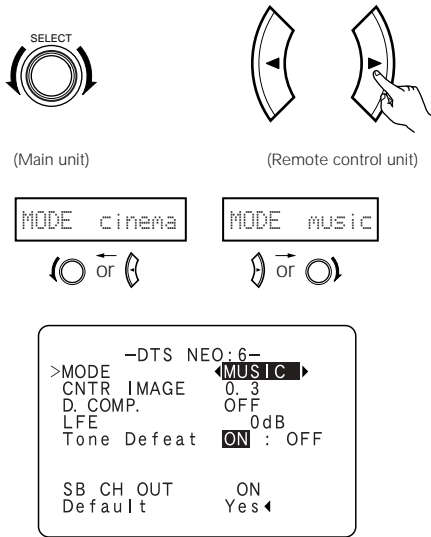 SELECT
(Main unit)
(Remote control unit)
MODE cinema
MODE music
or
or
-DTS NEO:6-
>MODE MUSIC
CNTR IMAGE 0.3
D. COMP. OFF
LFE 0dB
Tone Defeat ON : OFF
SB CH OUT ON
Default Yes